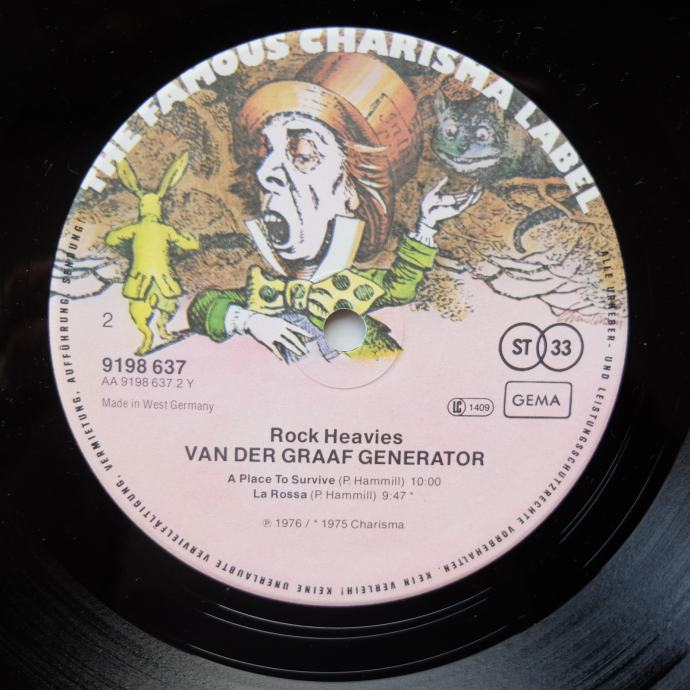 THE FAMOUS CHARISMA LABEL
2
9198 637
AA 9198 637.2 Y
Made in West Germany
ST 33
LC 1409
GEMA
Rock Heavies
VAN DER GRAAF GENERATOR
A Place To Survive (P. Hammill) 10:00
La Rossa (P. Hammill) 9:47 *
℗ 1976 / * 1975 Charisma
ALLE URHEBER- UND LEISTUNGSSCHUTZRECHTE VORBEHALTEN. KEIN VERLEIH! KEINE UNERLAUBTE VERVIELFÄLTIGUNG, VERMIETUNG, AUFFÜHRUNG, SENDUNG!